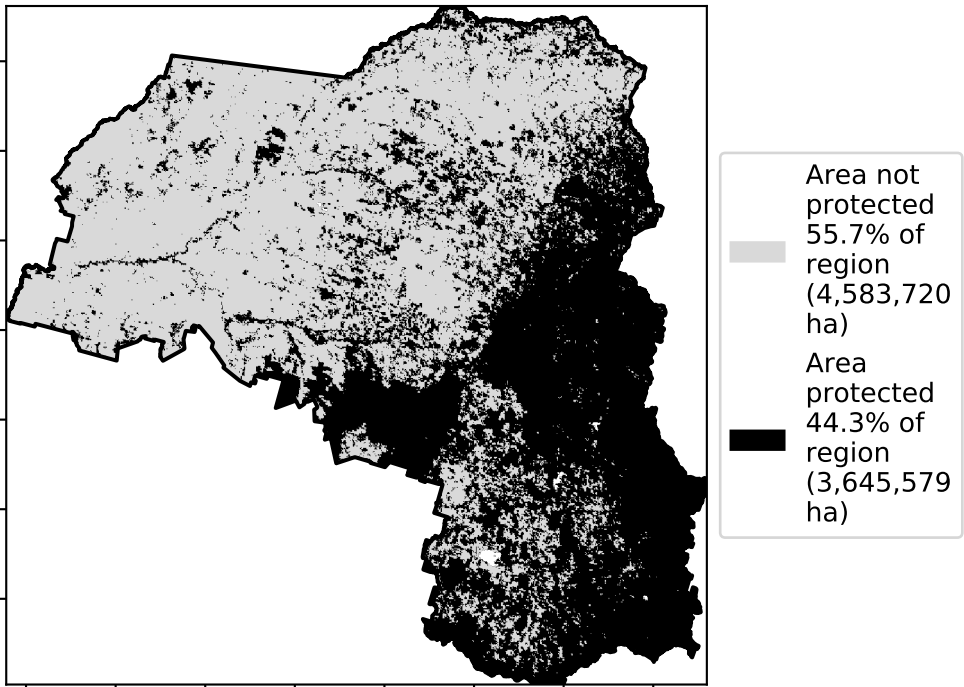 Area not
protected
55.7% of
region
(4,583,720
ha)
Area
protected
44.3% of
region
(3,645,579
ha)